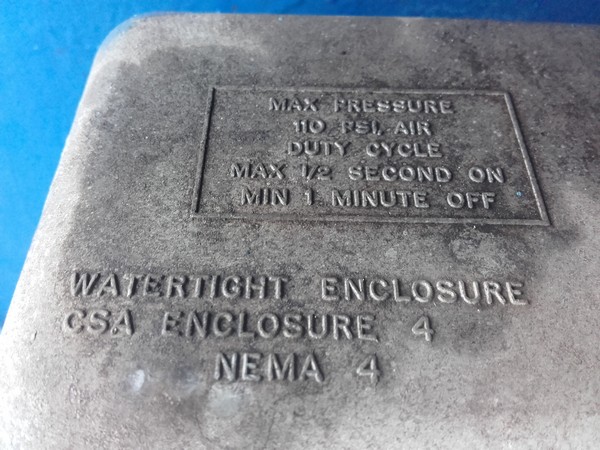 MAX PRESSURE
110 PSI. AIR
DUTY CYCLE
MAX 1/2 SECOND ON
MIN 1 MINUTE OFF
WATERTIGHT ENCLOSURE
CSA ENCLOSURE 4
NEMA 4